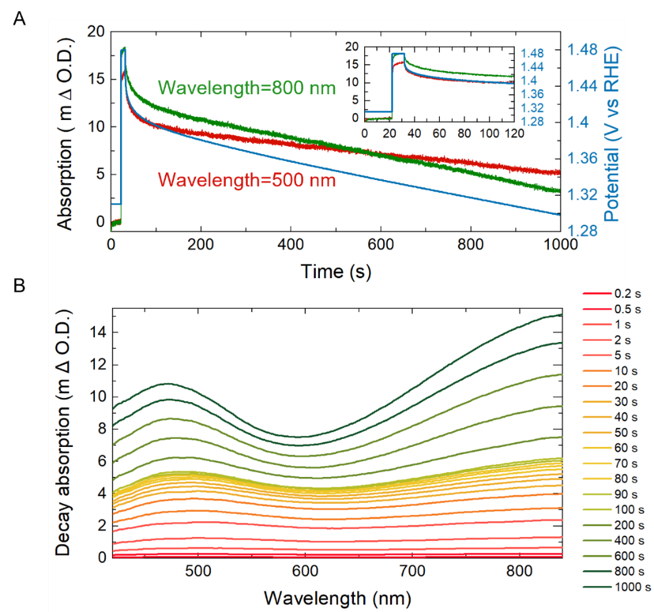 A
Absorption ( m Δ O.D.)
20
15
10
5
0
Wavelength=800 nm
Wavelength=500 nm
20
15
10
5
0
0 20 40 60 80 100 120
1.48
1.44
1.4
1.36
1.32
1.28
1.48
1.44
1.40
1.36
1.32
1.28
Potential (V vs RHE)
0 200 400 600 800 1000
Time (s)
B
Decay absorption (m Δ O.D.)
14
12
10
8
6
4
2
0
500 600 700 800
Wavelength (nm)
0.2 s
0.5 s
1 s
2 s
5 s
10 s
20 s
30 s
40 s
50 s
60 s
70 s
80 s
90 s
100 s
200 s
400 s
600 s
800 s
1000 s